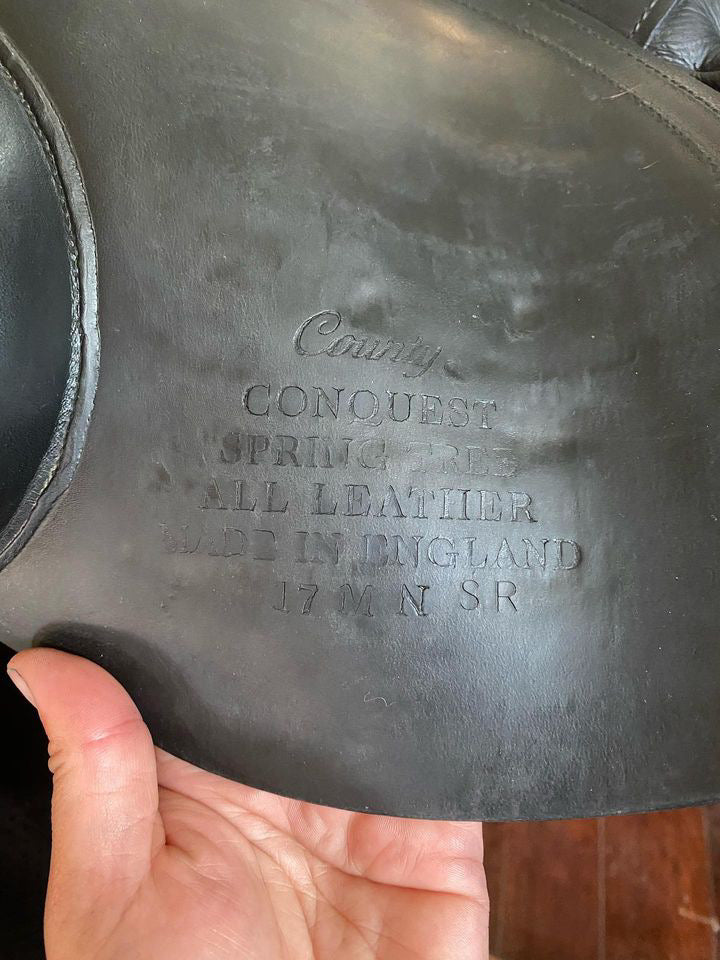 County
CONQUEST
SPRING TREE
ALL LEATHER
MADE IN ENGLAND
17 M N SR